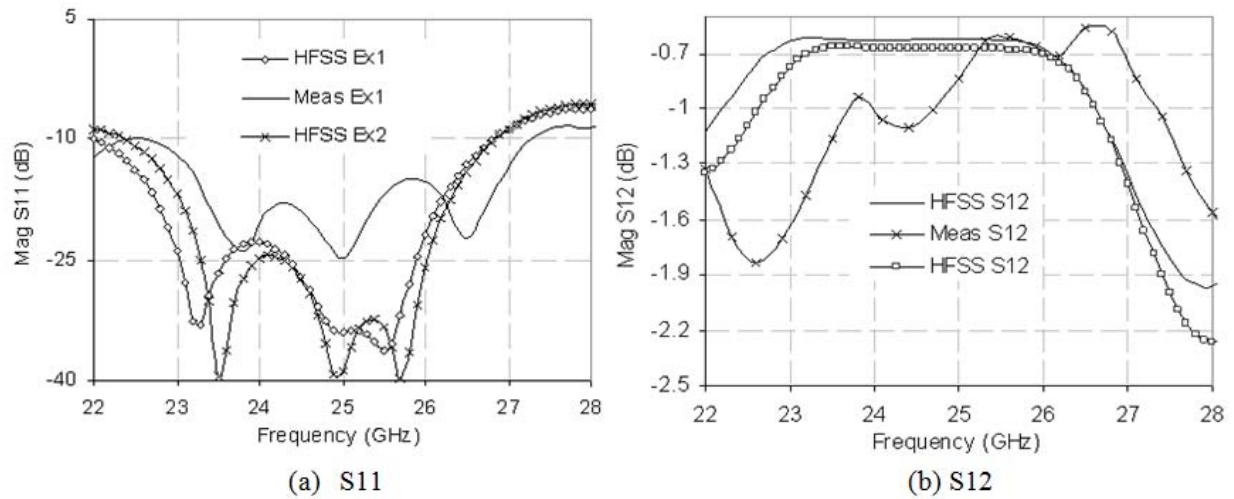 5
-10
-25
-40
Mag S11 (dB)
HFSS Ex1
Meas Ex1
HFSS Ex2
22 23 24 25 26 27 28
Frequency (GHz)
(a) S11
-0.7
-1
-1.3
-1.6
-1.9
-2.2
-2.5
Mag S12 (dB)
HFSS S12
Meas S12
HFSS S12
22 23 24 25 26 27 28
Frequency (GHz)
(b) S12